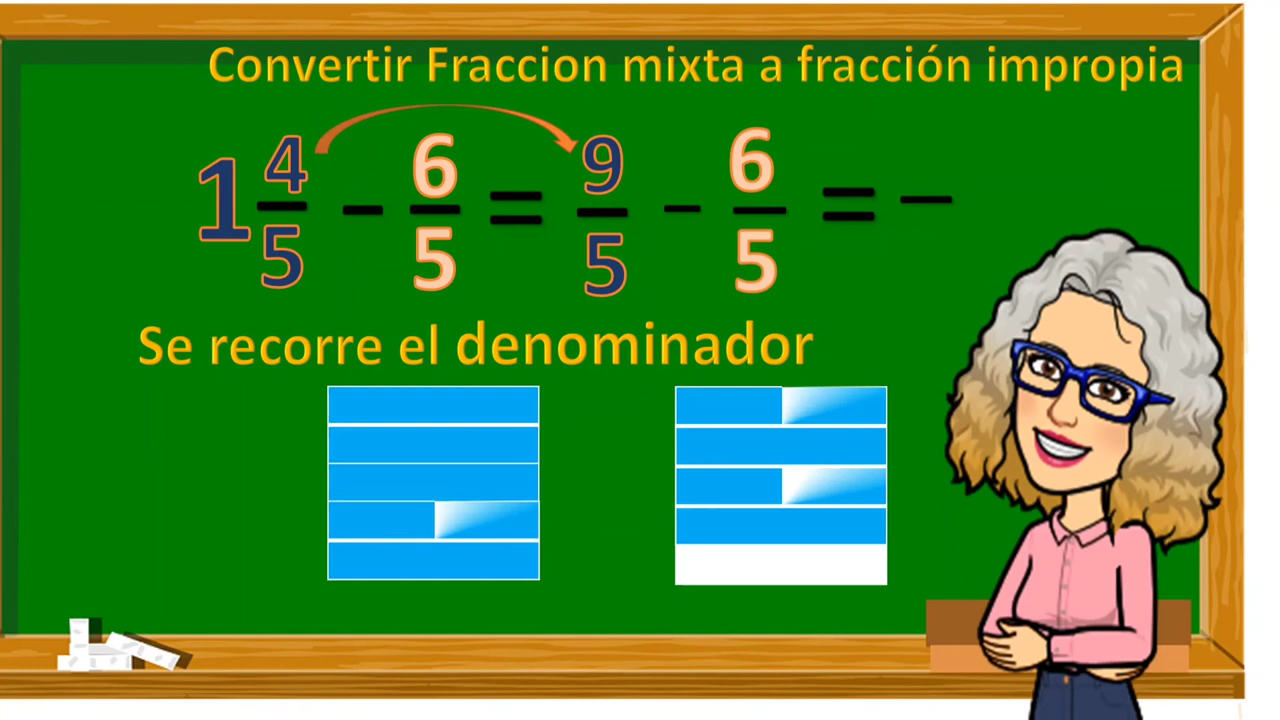 Convertir Fraccion mixta a fracción impropia
1 4/5 - 6/5 = 9/5 - 6/5 = -
Se recorre el denominador